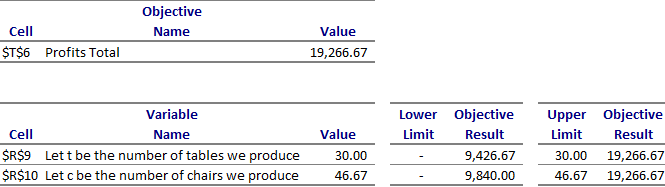 Objective
Cell Name Value
$T$6 Profits Total 19,266.67
Variable Lower Objective Upper Objective
Cell Name Value Limit Result Limit Result
$R$9 Let t be the number of tables we produce 30.00 - 9,426.67 30.00 19,266.67
$R$10 Let c be the number of chairs we produce 46.67 - 9,840.00 46.67 19,266.67